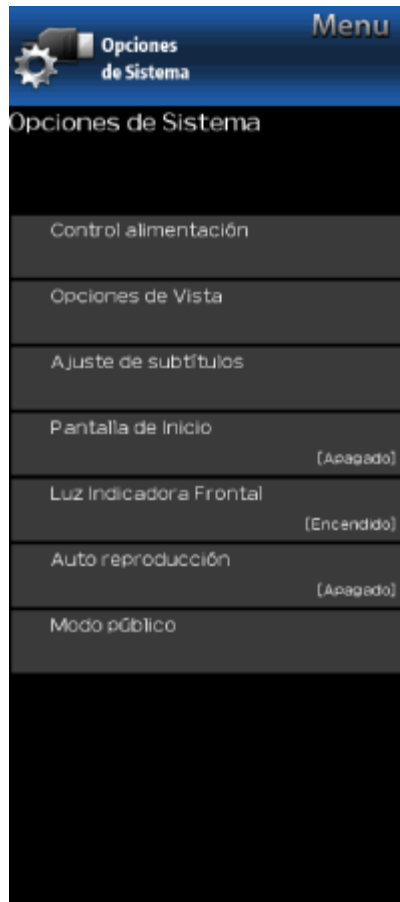 Menu
Opciones
de Sistema
Opciones de Sistema
Control alimentación
Opciones de Vista
Ajuste de subtítulos
Pantalla de Inicio
[Apagado]
Luz Indicadora Frontal
[Encendido]
Auto reproducción
[Apagado]
Modo público